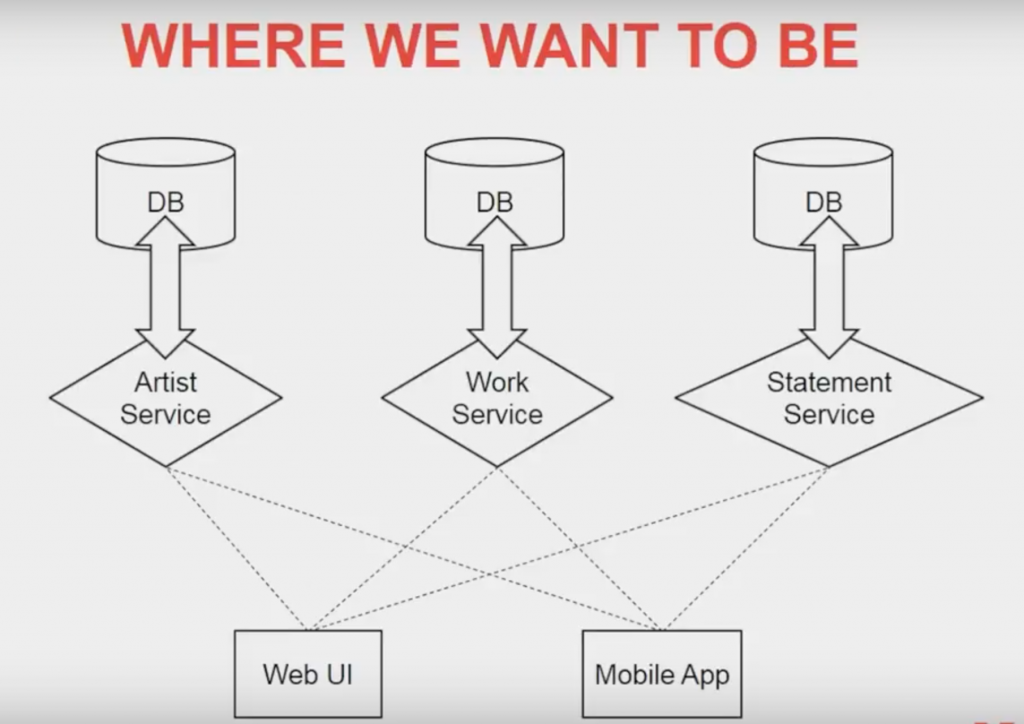 WHERE WE WANT TO BE
DB
DB
DB
Artist
Service
Work
Service
Statement
Service
Web UI
Mobile App